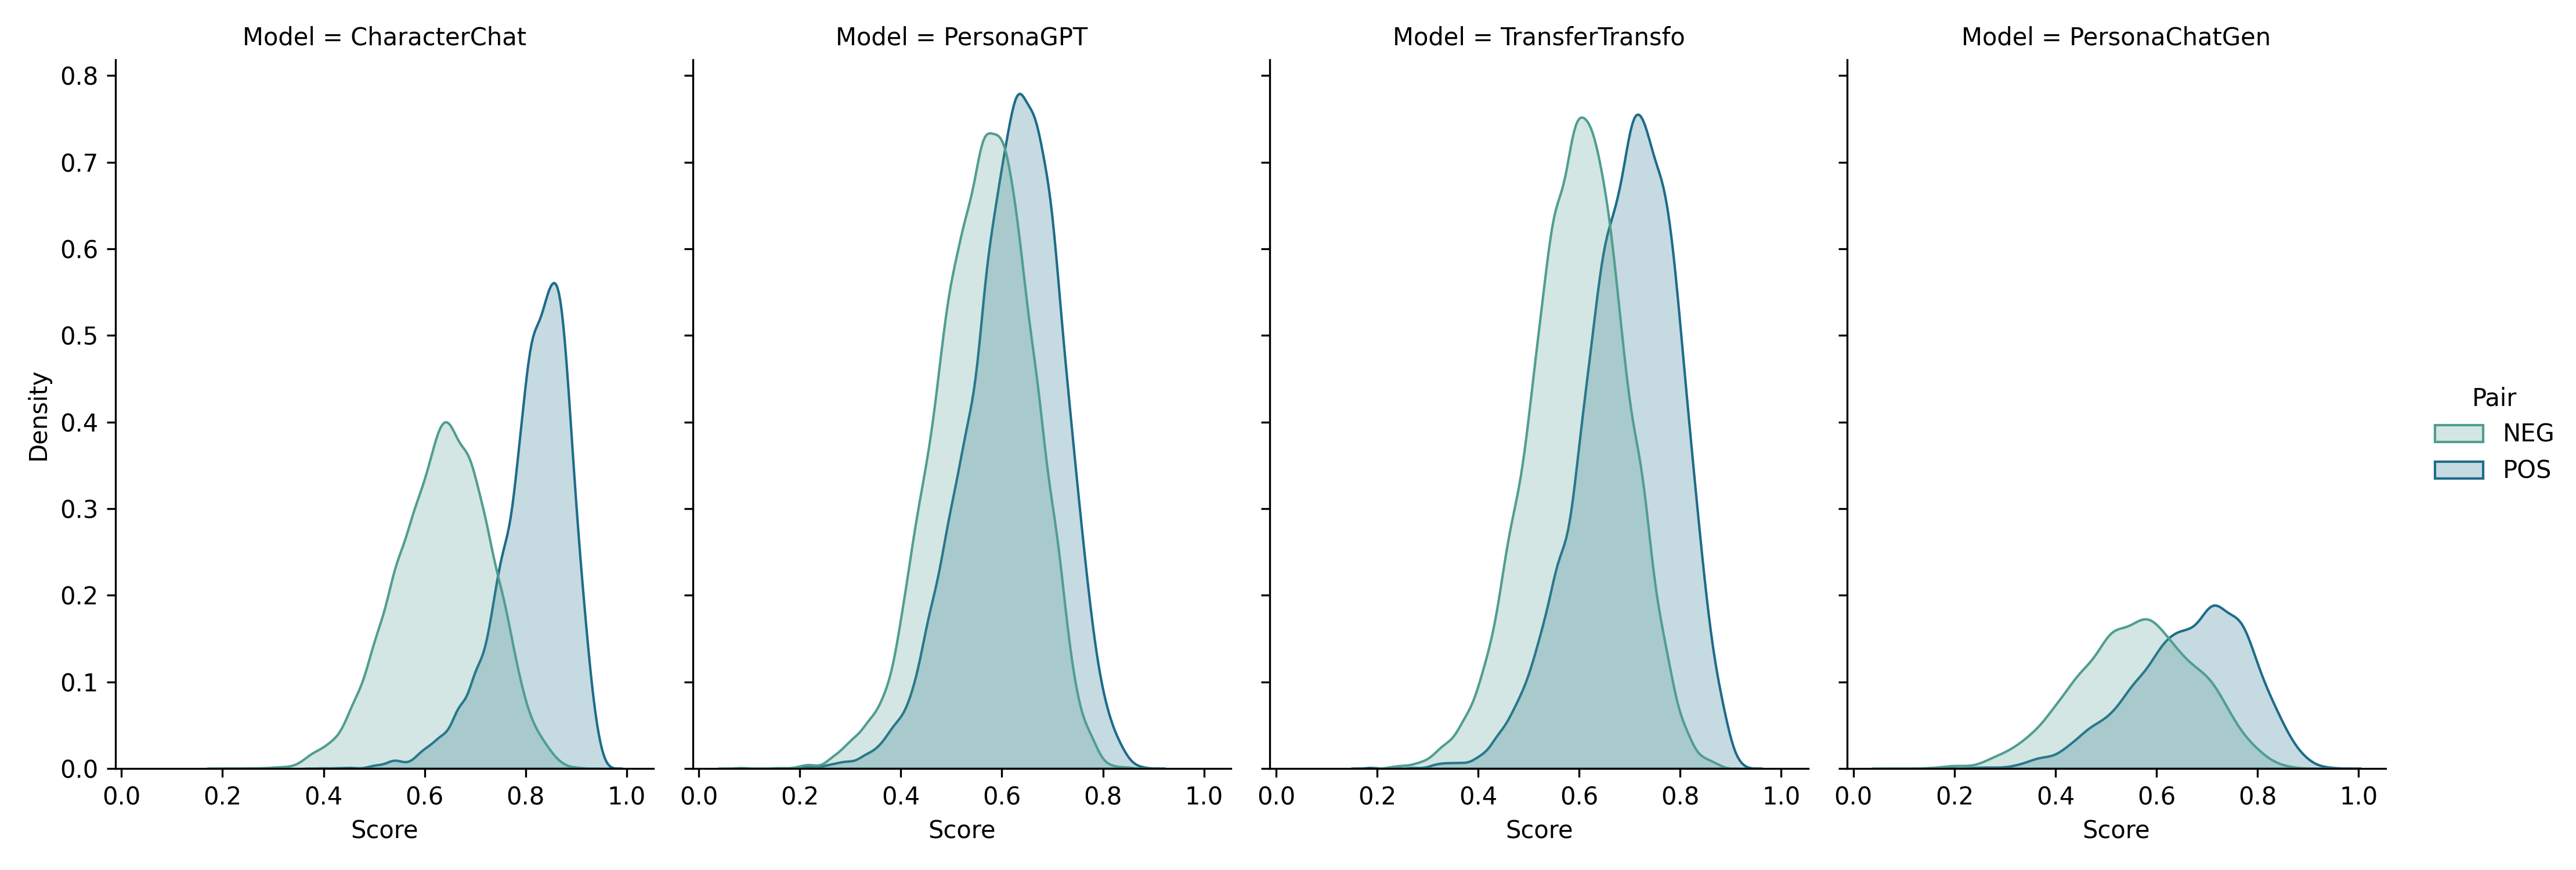 Model = CharacterChat
Model = PersonaGPT
Model = TransferTransfo
Model = PersonaChatGen
Density
0.8
0.7
0.6
0.5
0.4
0.3
0.2
0.1
0.0
0.0 0.2 0.4 0.6 0.8 1.0
0.0 0.2 0.4 0.6 0.8 1.0
0.0 0.2 0.4 0.6 0.8 1.0
0.0 0.2 0.4 0.6 0.8 1.0
Score
Score
Score
Score
Pair
NEG
POS